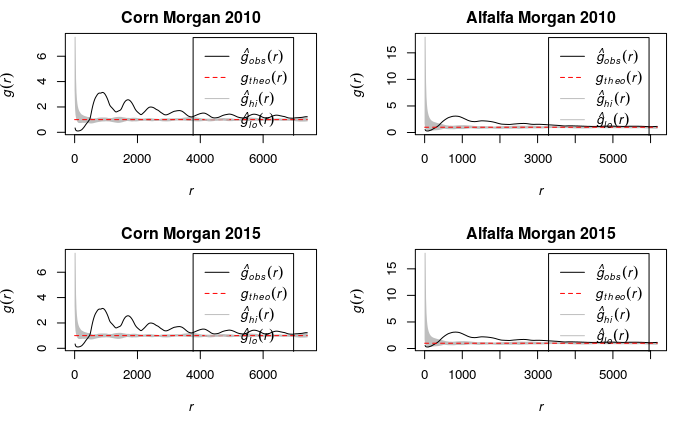 Corn Morgan 2010
g(r)
6
4
2
0
ĝobs(r)
gtheo(r)
ĝhi(r)
ĝlo(r)
0 2000 4000 6000
r
Alfalfa Morgan 2010
g(r)
15
10
5
0
ĝobs(r)
gtheo(r)
ĝhi(r)
ĝlo(r)
0 1000 3000 5000
r
Corn Morgan 2015
g(r)
6
4
2
0
ĝobs(r)
gtheo(r)
ĝhi(r)
ĝlo(r)
0 2000 4000 6000
r
Alfalfa Morgan 2015
g(r)
15
10
5
0
ĝobs(r)
gtheo(r)
ĝhi(r)
ĝlo(r)
0 1000 3000 5000
r